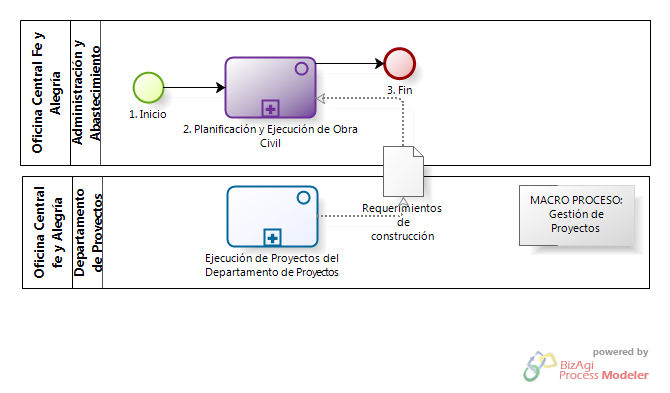 Oficina Central Fe y
Alegría
Administración y
Abastecimiento
1. Inicio
2. Planificación y Ejecución de Obra
Civil
3. Fin
Oficina Central
fe y Alegría
Departamento
de Proyectos
Ejecución de Proyectos del
Departamento de Proyectos
Requerimientos
de
construcción
MACRO PROCESO:
Gestión de
Proyectos
powered by
BizAgi
Process Modeler